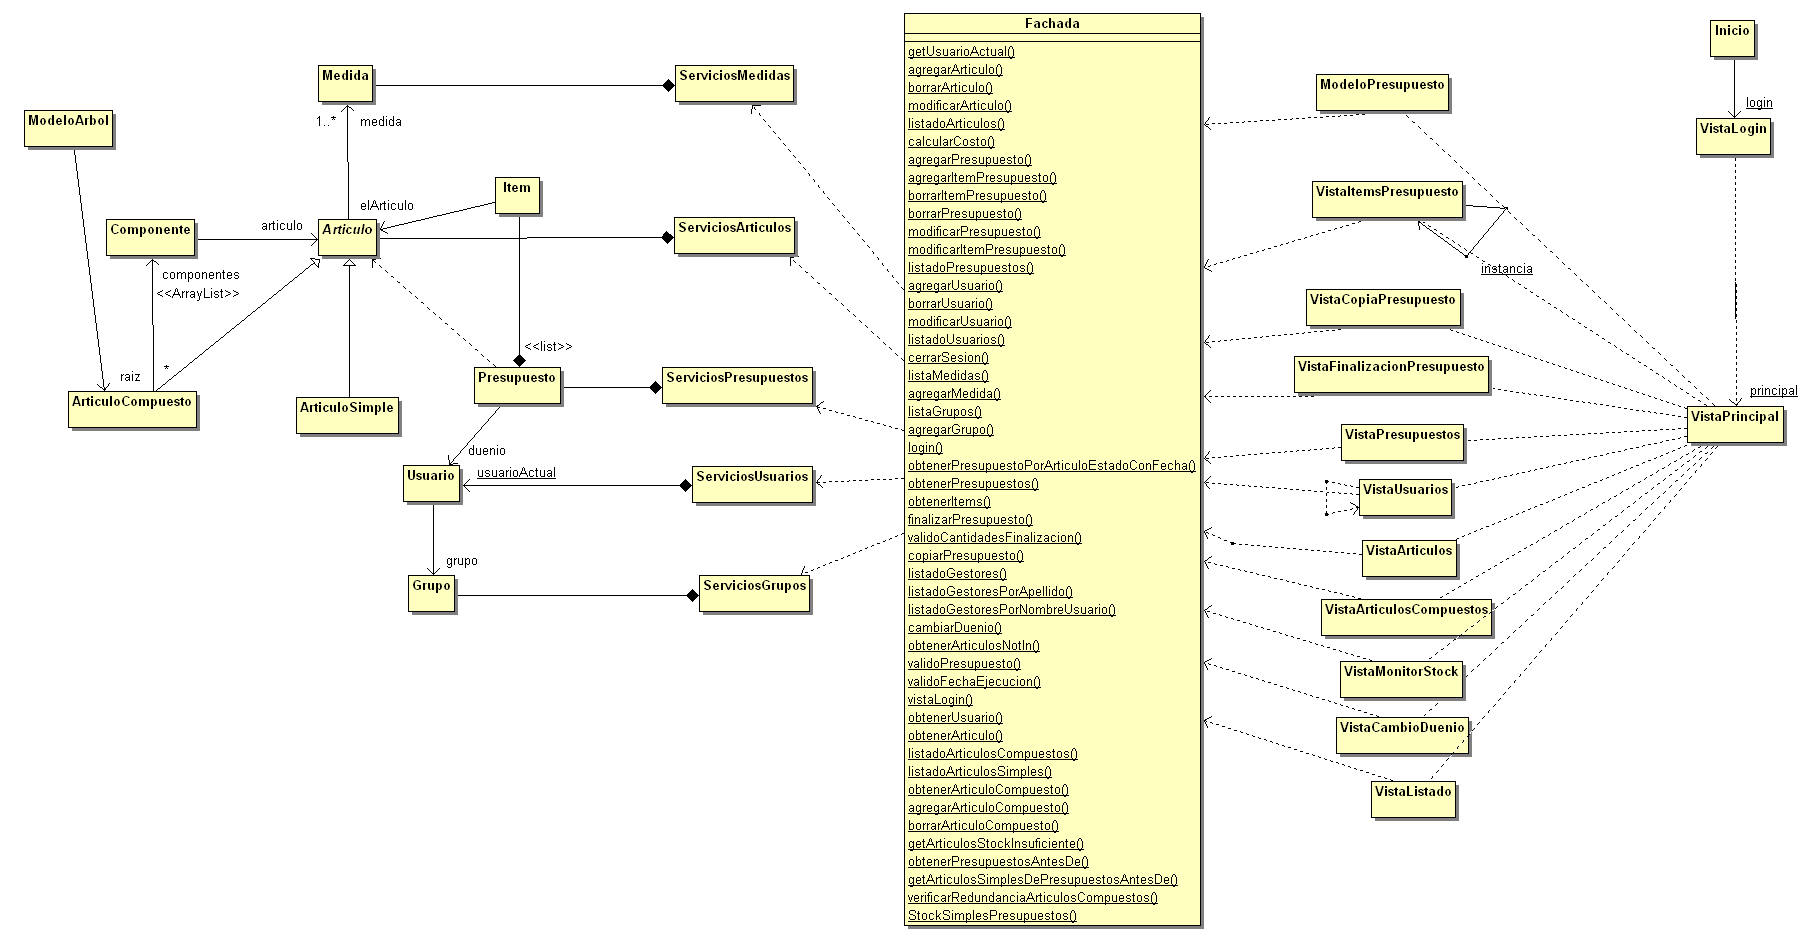 Fachada
getUsuarioActual()
agregarArticulo()
borrarArticulo()
modificarArticulo()
listadoArticulos()
calcularCosto()
agregarPresupuesto()
agregarItemPresupuesto()
borrarItemPresupuesto()
borrarPresupuesto()
modificarPresupuesto()
modificarItemPresupuesto()
listadoPresupuestos()
agregarUsuario()
borrarUsuario()
modificarUsuario()
listadoUsuarios()
cerrarSesion()
listaMedidas()
agregarMedida()
listaGrupos()
agregarGrupo()
login()
obtenerPresupuestoPorArticuloEstadoConFecha()
obtenerPresupuestos()
obtenerItems()
finalizarPresupuesto()
validoCantidadesFinalizacion()
copiarPresupuesto()
listadoGestores()
listadoGestoresPorApellido()
listadoGestoresPorNombreUsuario()
cambiarDuenio()
obtenerArticulosNotIn()
validoPresupuesto()
validoFechaEjecucion()
vistaLogin()
obtenerUsuario()
obtenerArticulo()
listadoArticulosCompuestos()
listadoArticulosSimples()
obtenerArticuloCompuesto()
agregarArticuloCompuesto()
borrarArticuloCompuesto()
getArticulosStockInsuficiente()
obtenerPresupuestosAntesDe()
getArticulosSimplesDePresupuestosAntesDe()
verificarRedundanciaArticulosCompuestos()
StockSimplesPresupuestos()
Medida
ServiciosMedidas
1..*
medida
ModeloArbol
Item
elArticulo
Componente
articulo
Articulo
ServiciosArticulos
componentes
<<ArrayList>>
<<list>>
raiz
*
ArticuloCompuesto
ArticuloSimple
Presupuesto
ServiciosPresupuestos
duenio
Usuario
usuarioActual
ServiciosUsuarios
grupo
Grupo
ServiciosGrupos
Inicio
login
VistaLogin
ModeloPresupuesto
VistaItemsPresupuesto
instancia
VistaCopiaPresupuesto
VistaFinalizacionPresupuesto
principal
VistaPrincipal
VistaPresupuestos
VistaUsuarios
VistaArticulos
VistaArticulosCompuestos
VistaMonitorStock
VistaCambioDuenio
VistaListado